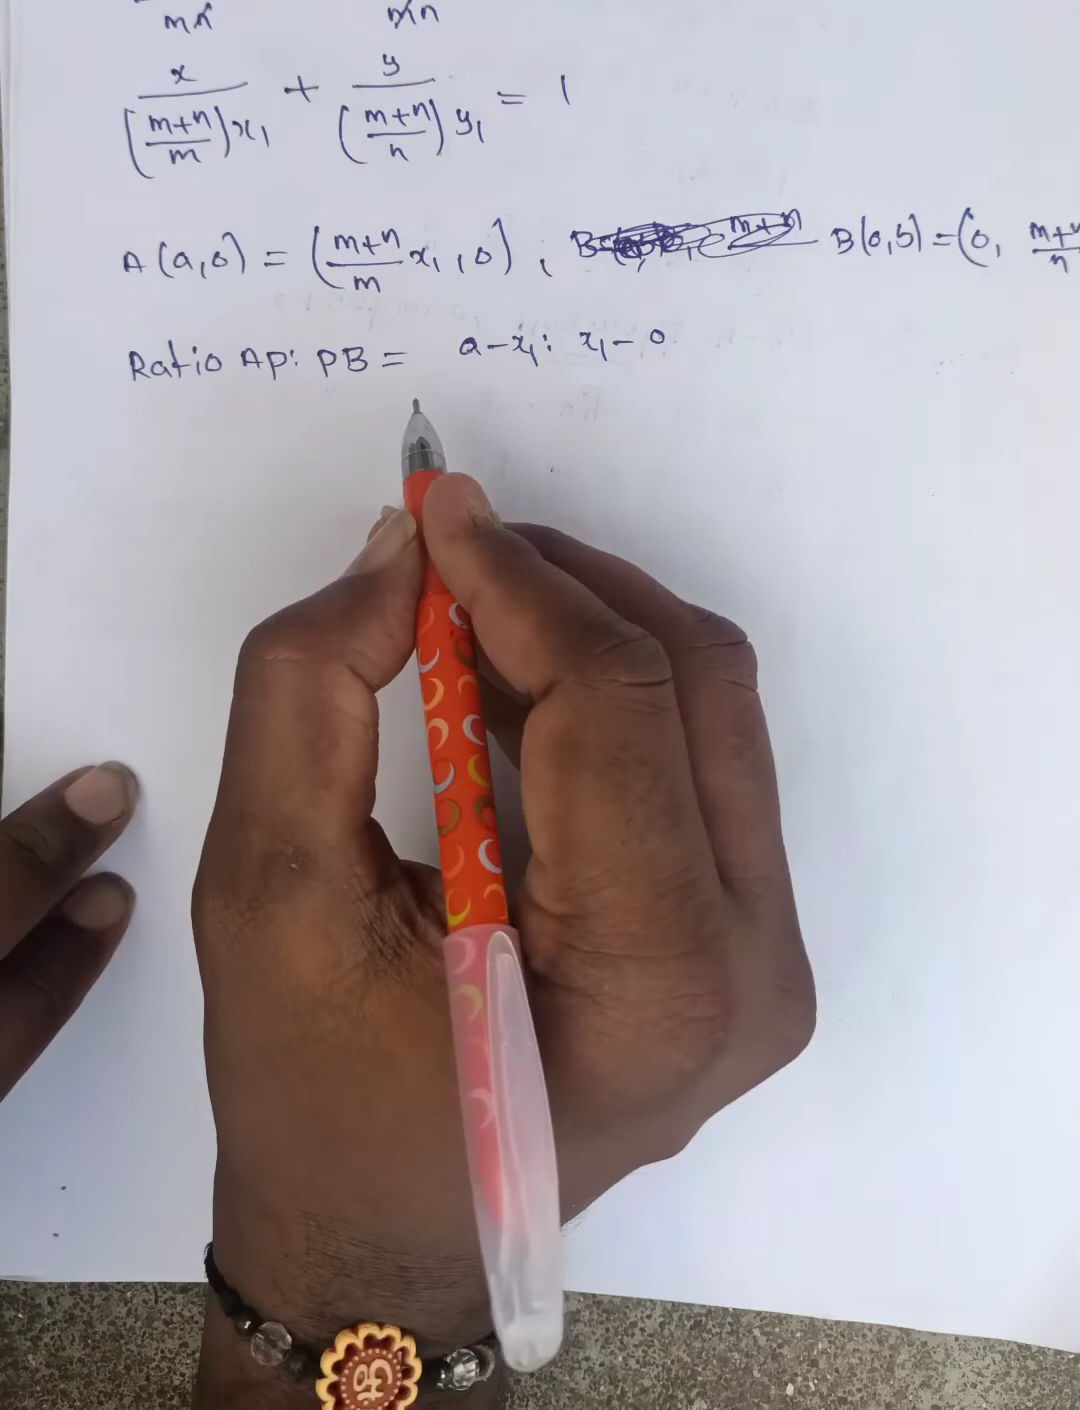 mn mn
x/((m+n)/m)x₁ + y/((m+n)/n)y₁ = 1
A(a,0) = ((m+n)/m x₁, 0), B m+n B(0,b) = (0, m+n/n
Ratio AP: PB = a-x₁: x₁-0
ॐ